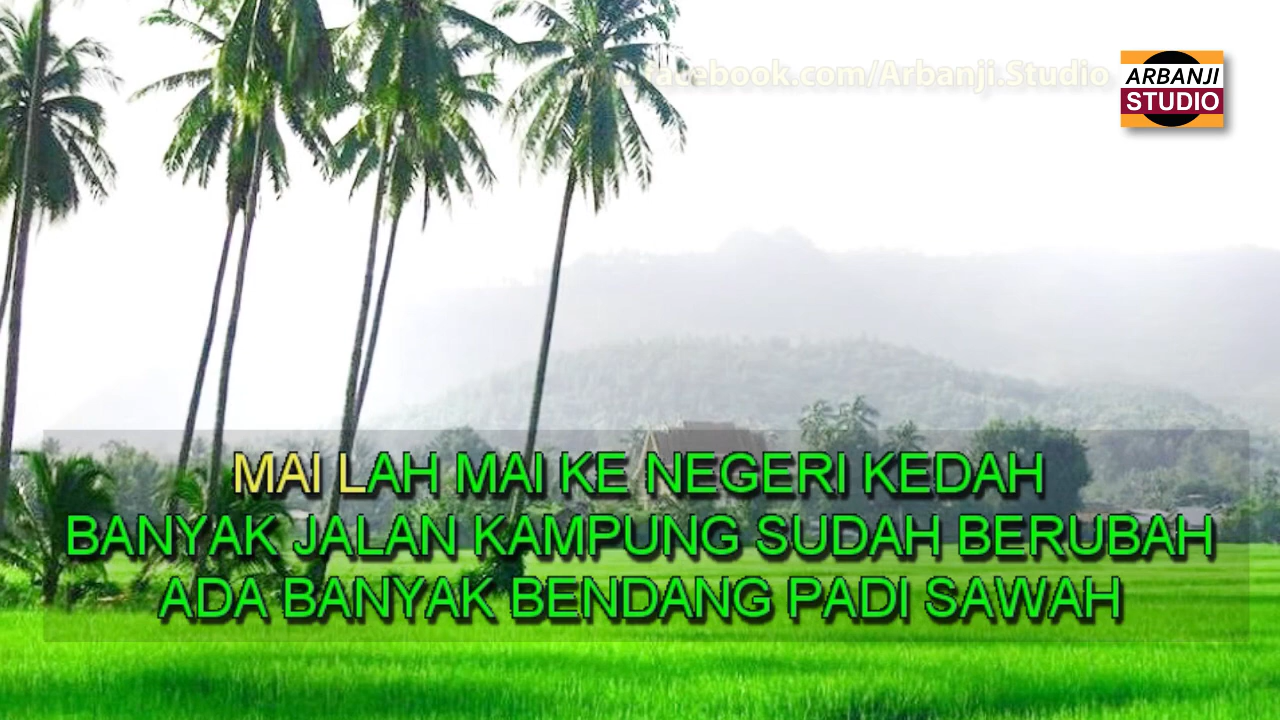 facebook.com/Arbanji.Studio
ARBANJI
STUDIO
MAI LAH MAI KE NEGERI KEDAH
BANYAK JALAN KAMPUNG SUDAH BERUBAH
ADA BANYAK BENDANG PADI SAWAH